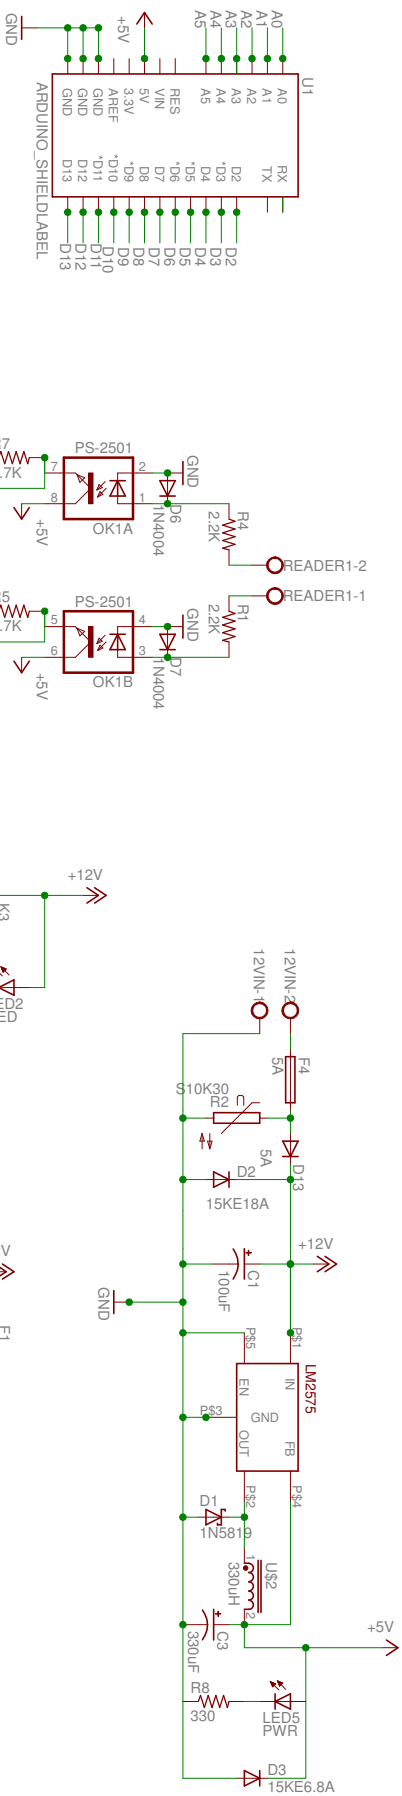 GND
+5V
A5
A4
A3
A2
A1
A0
U1
GND
GND
GND
AREF
3.3V
5V
VIN
RES
A5
A4
A3
A2
A1
A0
D13
D12
*D11
*D10
*D9
D8
D7
*D6
*D5
D4
*D3
D2
TX
RX
ARDUINO_SHIELDLABEL
D13
D12
D11
D10
D9
D8
D7
D6
D5
D4
D3
D2
PS-2501
7
8
2
1
OK1A
+5V
GND
D6
1N4004
R4
2.2K
READER1-2
READER1-1
PS-2501
5
6
4
3
OK1B
+5V
GND
D7
1N4004
R1
2.2K
+12V
12VIN-1
12VIN-2
F4
5A
S10K30
R2
D13
5A
D2
15KE18A
+12V
C1
100uF
GND
F1
P$5
P$1
LM2575
EN
IN
GND
P$3
OUT
FB
P$2
P$4
D1
1N5819
1
2
U$2
330uH
C3
330uF
+5V
R8
330
LED5
PWR
D3
15KE6.8A